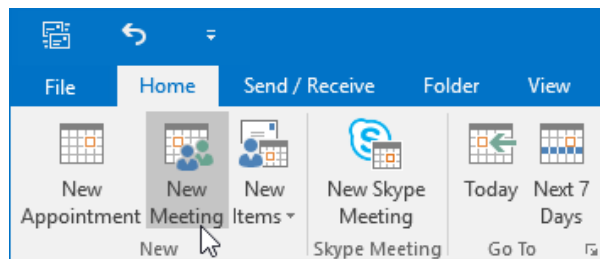 File Home Send / Receive Folder View
New New New New Skype Today Next 7
Appointment Meeting Items Meeting Days
New Skype Meeting Go To